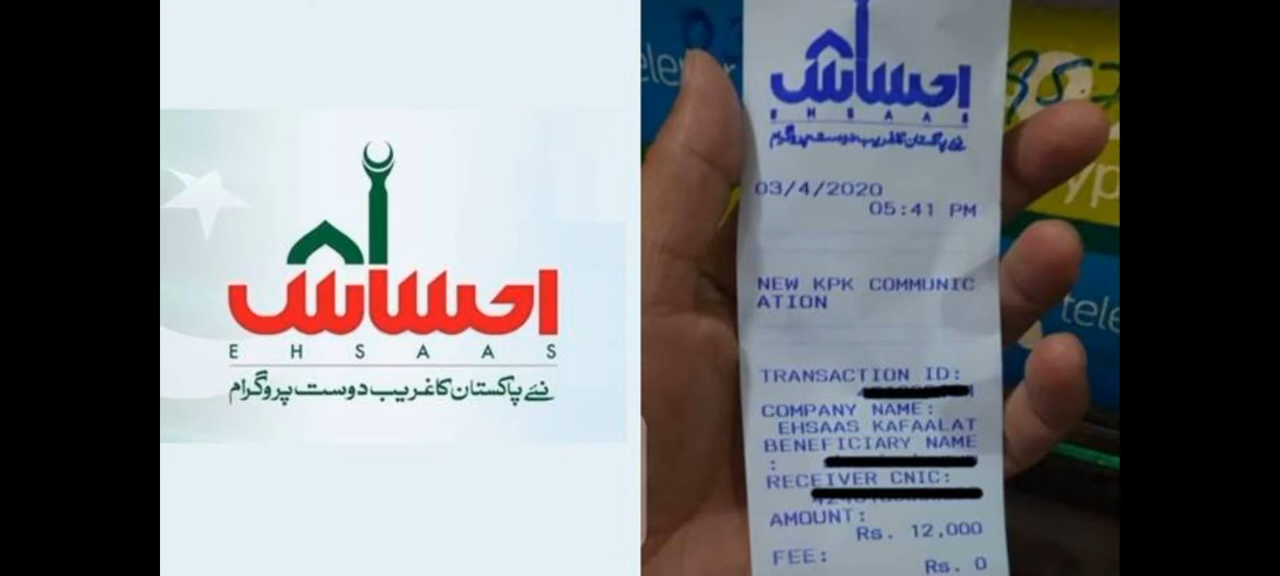 احساس
E H S A A S
نئے پاکستان کا غریب دوست پروگرام
احساس
E H S A A S
نئے پاکستان کا غریب دوست پروگرام
03/4/2020
05:41 PM
NEW KPK COMMUNIC
ATION
TRANSACTION ID:
COMPANY NAME:
EHSAAS KAFAALAT
BENEFICIARY NAME
:
RECEIVER CNIC:
AMOUNT:
Rs. 12,000
FEE:
Rs. 0
tele